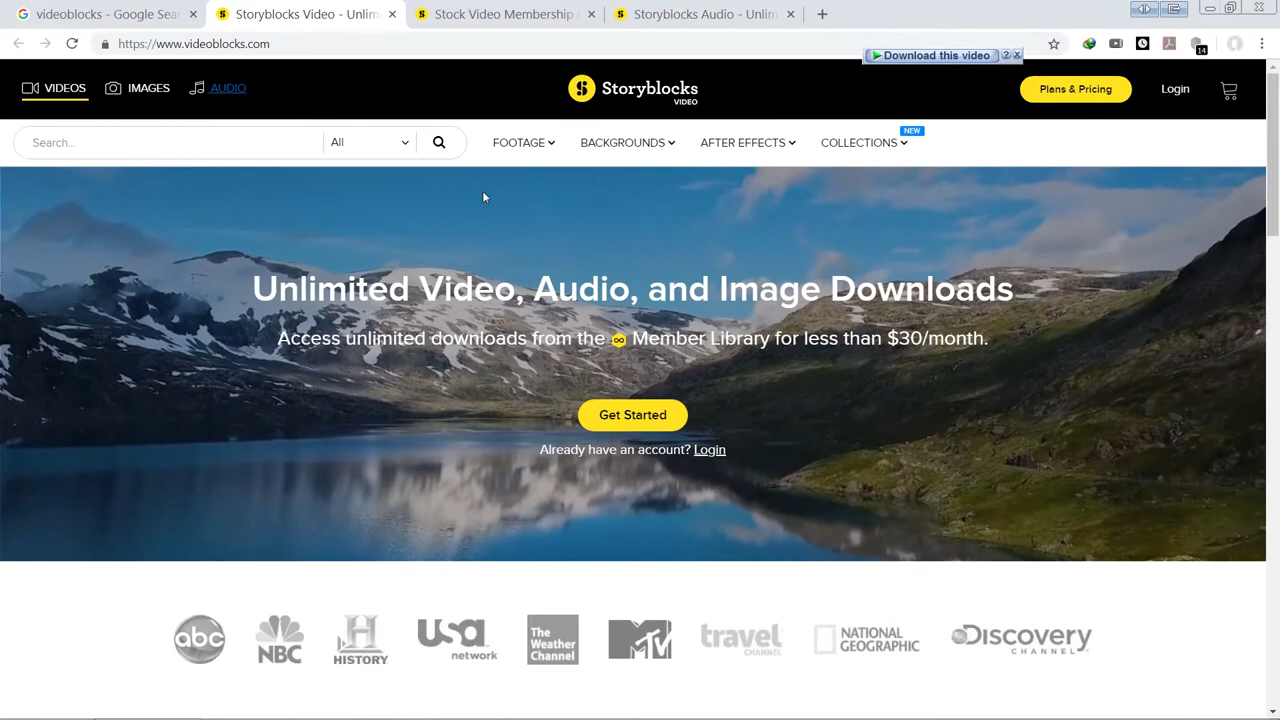 videoblocks - Google Sear
Storyblocks Video - Unlim
Stock Video Membership
Storyblocks Audio - Unlim
https://www.videoblocks.com
Download this video
?
14
VIDEOS
IMAGES
AUDIO
Storyblocks
VIDEO
Plans & Pricing
Login
Search...
All
FOOTAGE
BACKGROUNDS
AFTER EFFECTS
COLLECTIONS
NEW
Unlimited Video, Audio, and Image Downloads
Access unlimited downloads from the ∞ Member Library for less than $30/month.
Get Started
Already have an account? Login
abc
NBC
H
HISTORY
usa
network
The
Weather
Channel
MTV
travel
CHANNEL
NATIONAL
GEOGRAPHIC
Discovery
CHANNEL